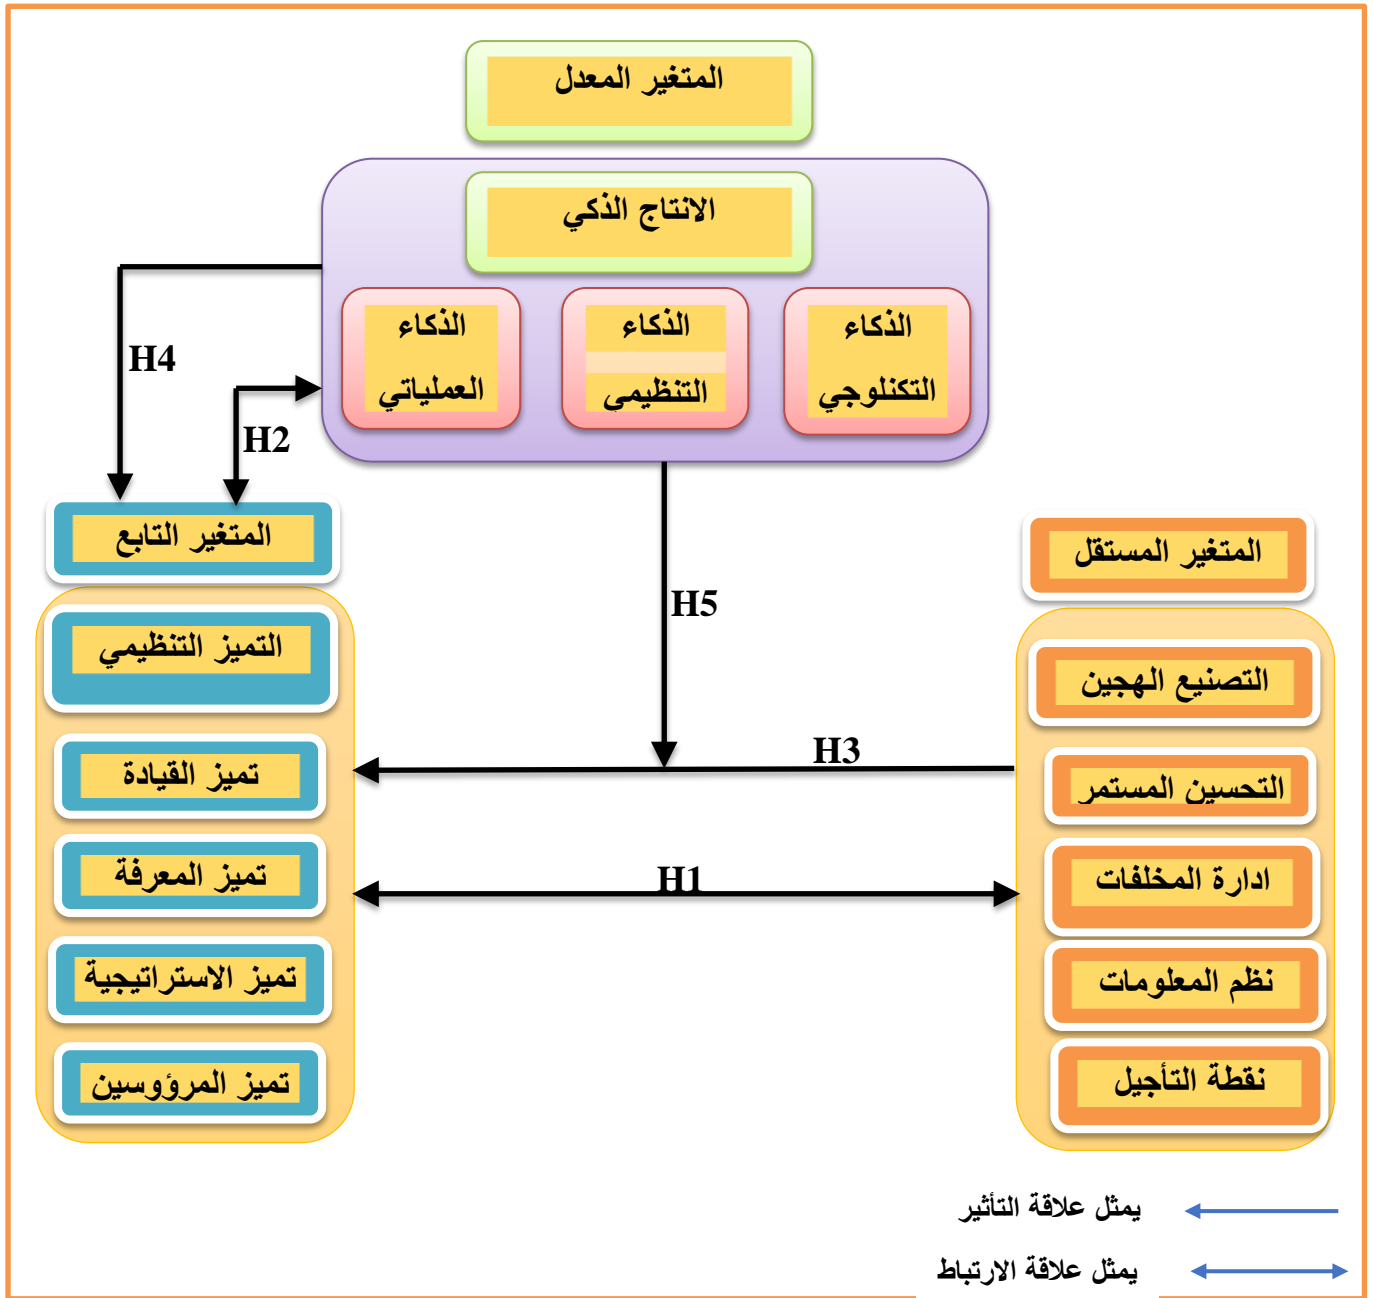 المتغير المعدل
الانتاج الذكي
الذكاء
التكنلوجي
الذكاء
التنظيمي
الذكاء
العملياتي
H4
H2
المتغير المستقل
المتغير التابع
H5
التصنيع الهجين
التميز التنظيمي
H3
التحسين المستمر
تميز القيادة
ادارة المخلفات
H1
تميز المعرفة
نظم المعلومات
تميز الاستراتيجية
نقطة التأجيل
تميز المرؤوسين
يمثل علاقة التأثير
يمثل علاقة الارتباط